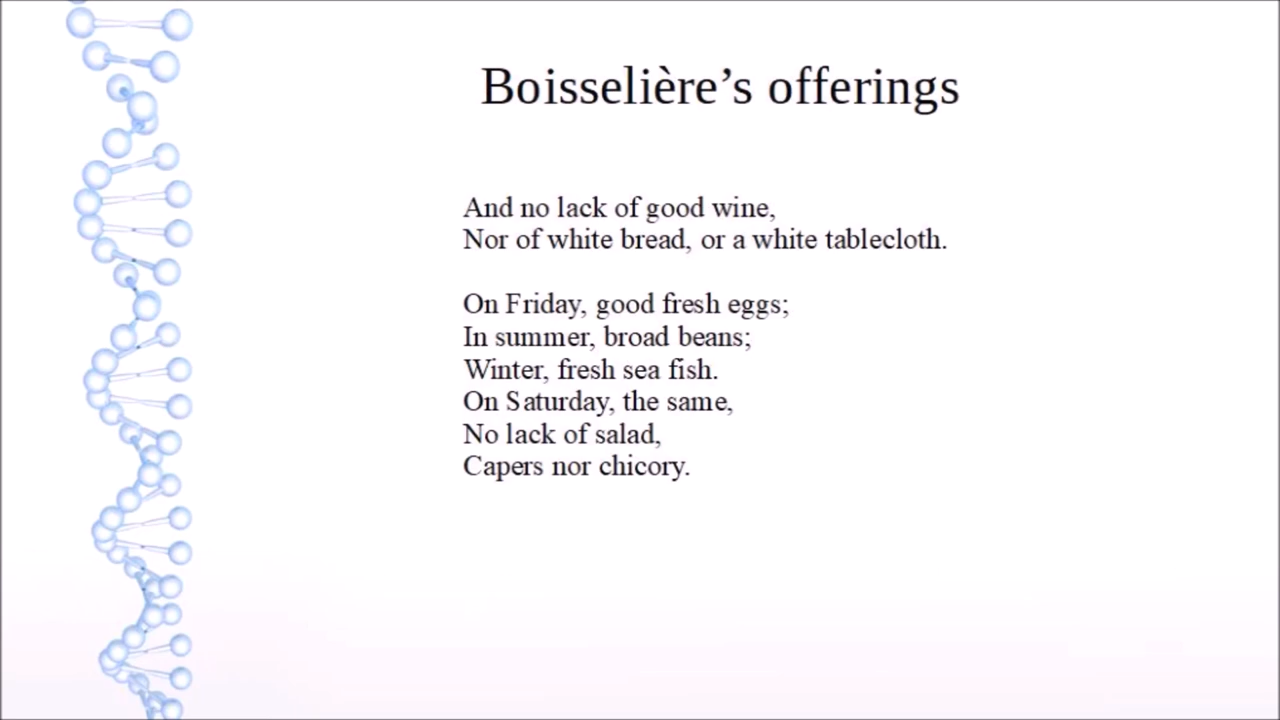 Boisselière’s offerings
And no lack of good wine,
Nor of white bread, or a white tablecloth.
On Friday, good fresh eggs;
In summer, broad beans;
Winter, fresh sea fish.
On Saturday, the same,
No lack of salad,
Capers nor chicory.